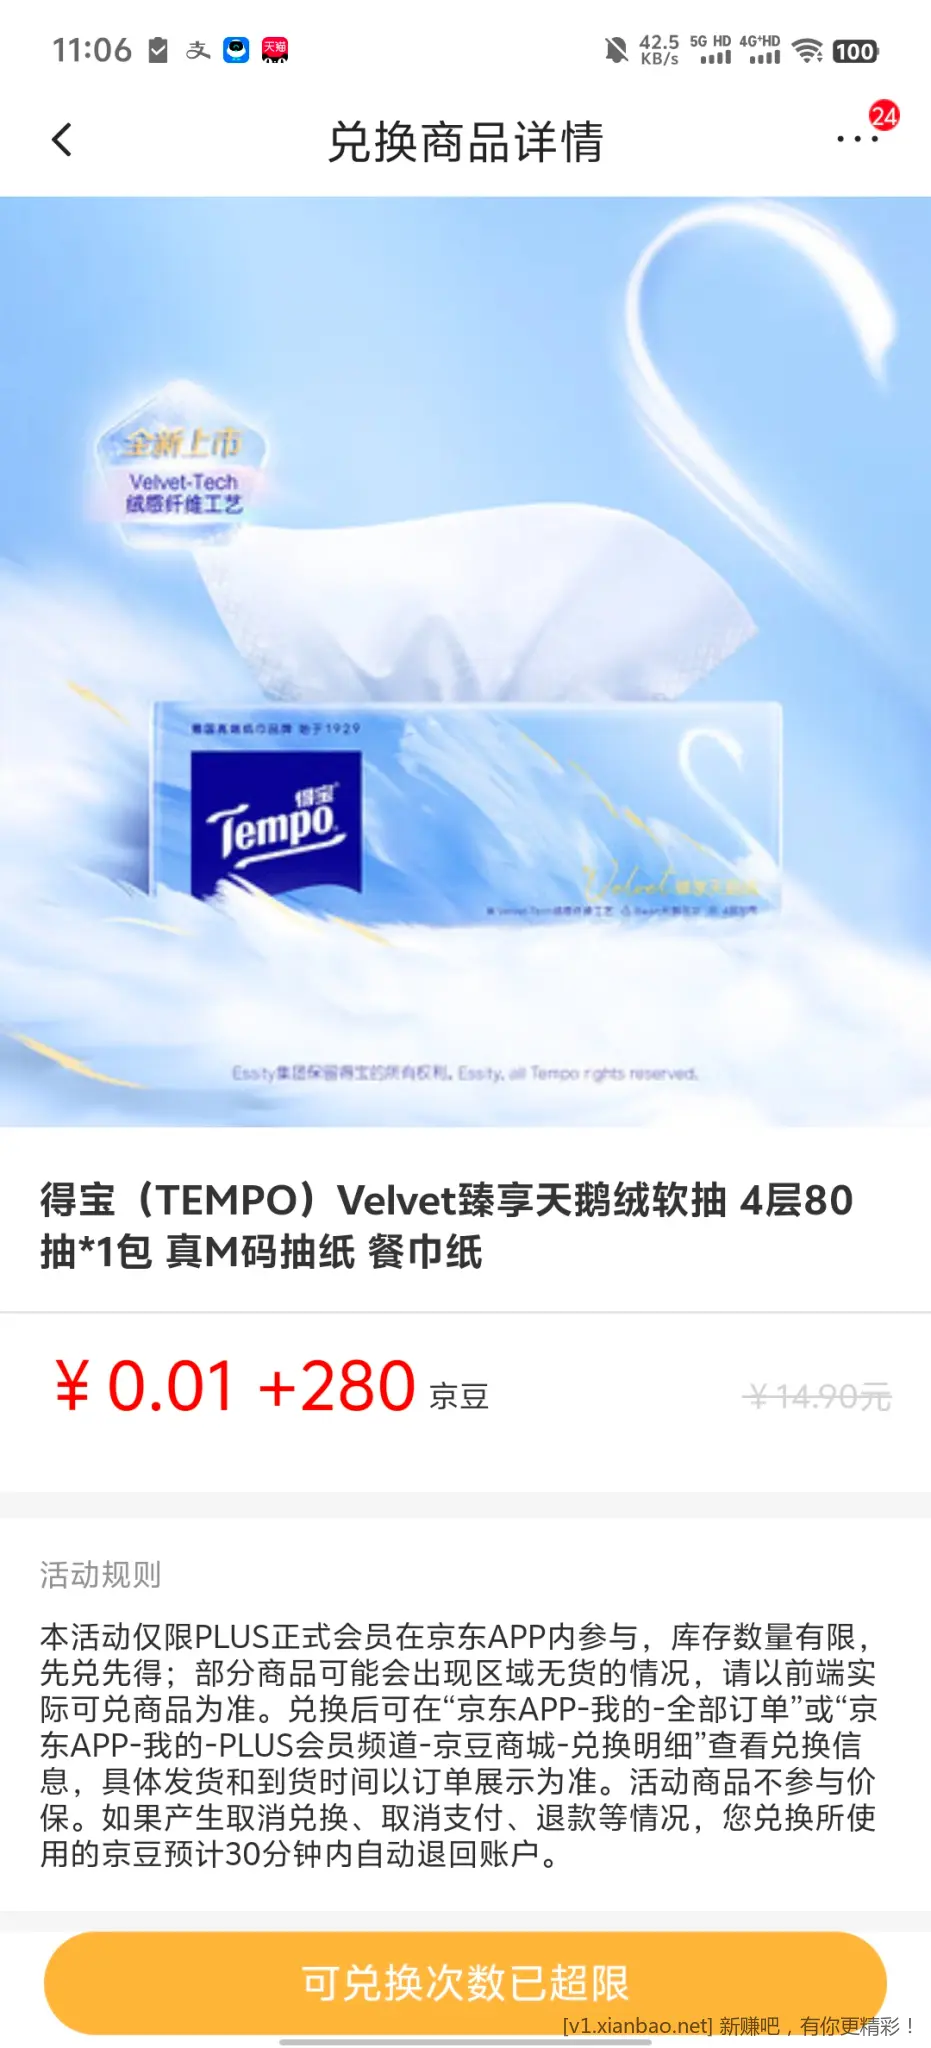 11:06
支
天猫
42.5 KB/s
5G HD
4G+HD
100
兑换商品详情
24
全新上市
Velvet-Tech
绒感纤维工艺
始于1929
得宝
Tempo
Velvet
Essity集团保留得宝的所有权利。Essity, all Tempo rights reserved.
得宝（TEMPO）Velvet臻享天鹅绒软抽 4层80
抽*1包 真M码抽纸 餐巾纸
¥ 0.01 +280 京豆
¥14.90元
活动规则
本活动仅限PLUS正式会员在京东APP内参与，库存数量有限，
先兑先得；部分商品可能会出现区域无货的情况，请以前端实
际可兑商品为准。兑换后可在“京东APP-我的-全部订单”或“京
东APP-我的-PLUS会员频道-京豆商城-兑换明细”查看兑换信
息，具体发货和到货时间以订单展示为准。活动商品不参与价
保。如果产生取消兑换、取消支付、退款等情况，您兑换所使
用的京豆预计30分钟内自动退回账户。
可兑换次数已超限
[v1.xianbao.net] 新赚吧，有你更精彩！